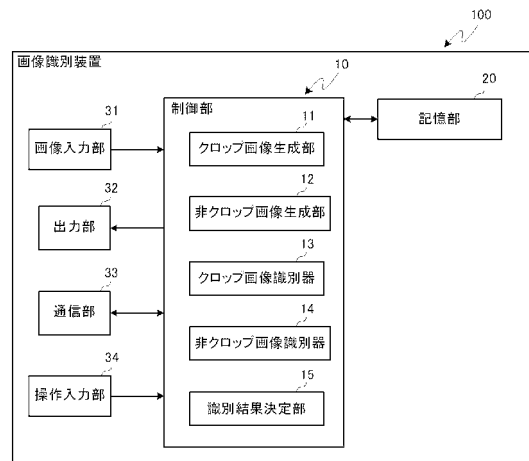 100
画像識別装置
10
制御部
20
記憶部
31
画像入力部
11
クロップ画像生成部
32
出力部
12
非クロップ画像生成部
13
クロップ画像識別器
33
通信部
14
非クロップ画像識別器
34
操作入力部
15
識別結果決定部